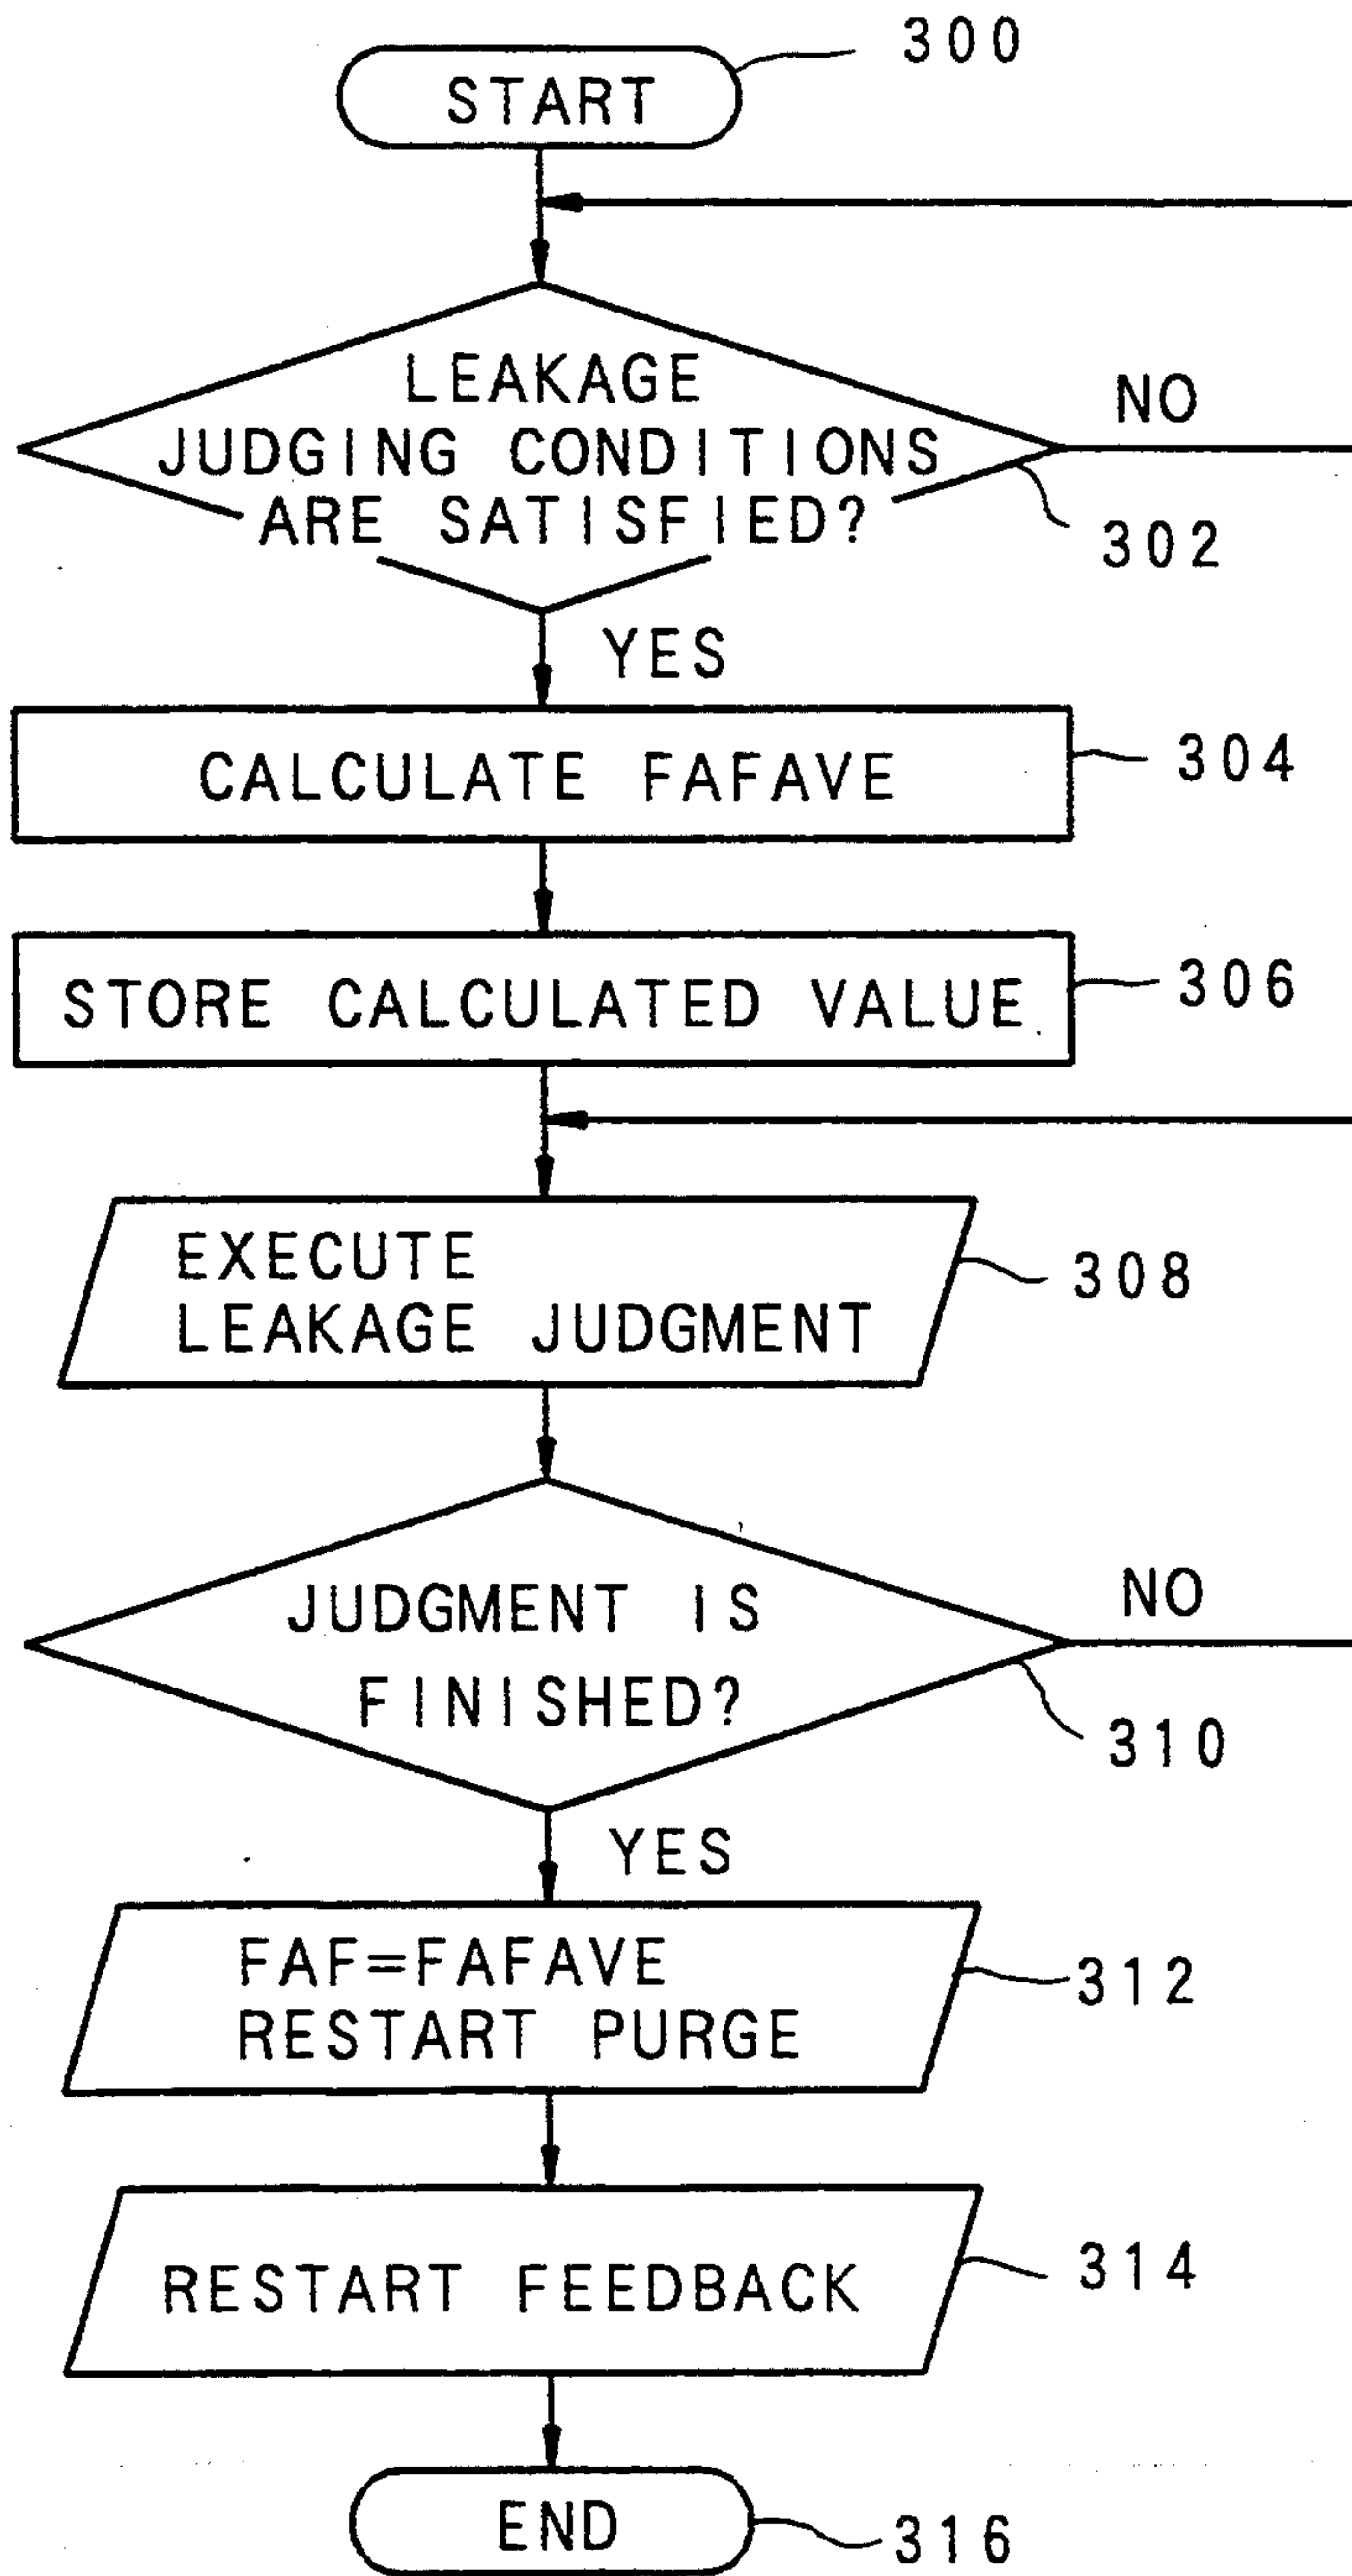 300
START
LEAKAGE
JUDGING CONDITIONS
ARE SATISFIED?
NO
302
YES
CALCULATE FAFAVE
304
STORE CALCULATED VALUE
306
EXECUTE
LEAKAGE JUDGMENT
308
JUDGMENT IS
FINISHED?
NO
310
YES
FAF=FAFAVE
RESTART PURGE
312
RESTART FEEDBACK
314
END
316